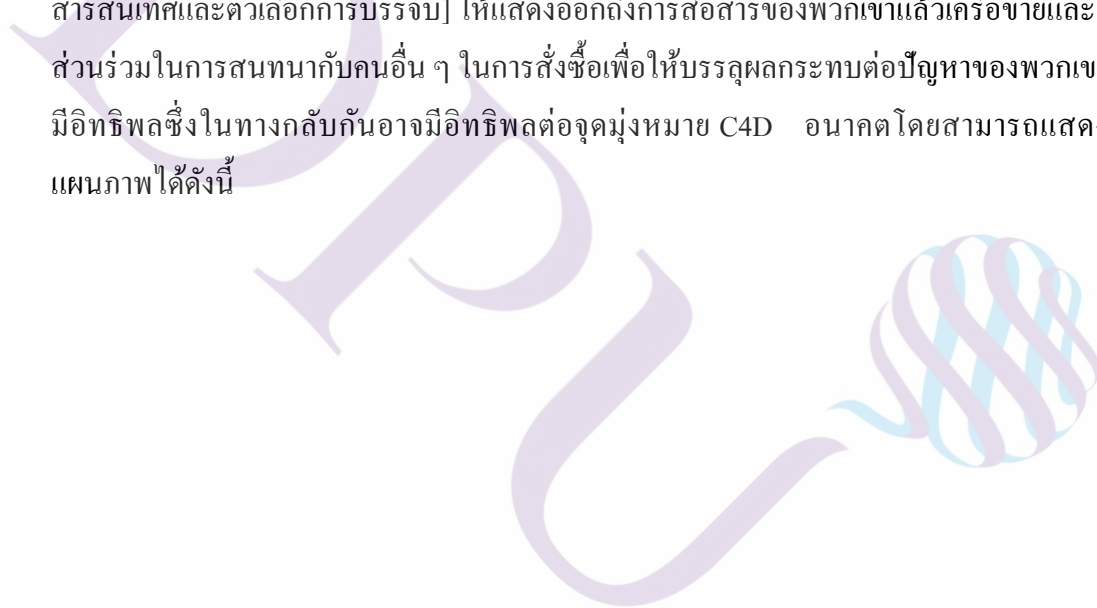 สารสนเทศและตัวเลือกการบรรจบ] ให้แสดงออกถึงการสื่อสารของพวกเขาแล้วเครือข่ายและ
ส่วนร่วมในการสนทนากับคนอื่น ๆ ในการสั่งซื้อเพื่อให้บรรลุผลกระทบต่อปัญหาของพวกเข
มีอิทธิพลซึ่งในทางกลับกันอาจมีอิทธิพลต่อจุดมุ่งหมาย C4D อนาคตโดยสามารถแสด
แผนภาพได้ดังนี้
DPU